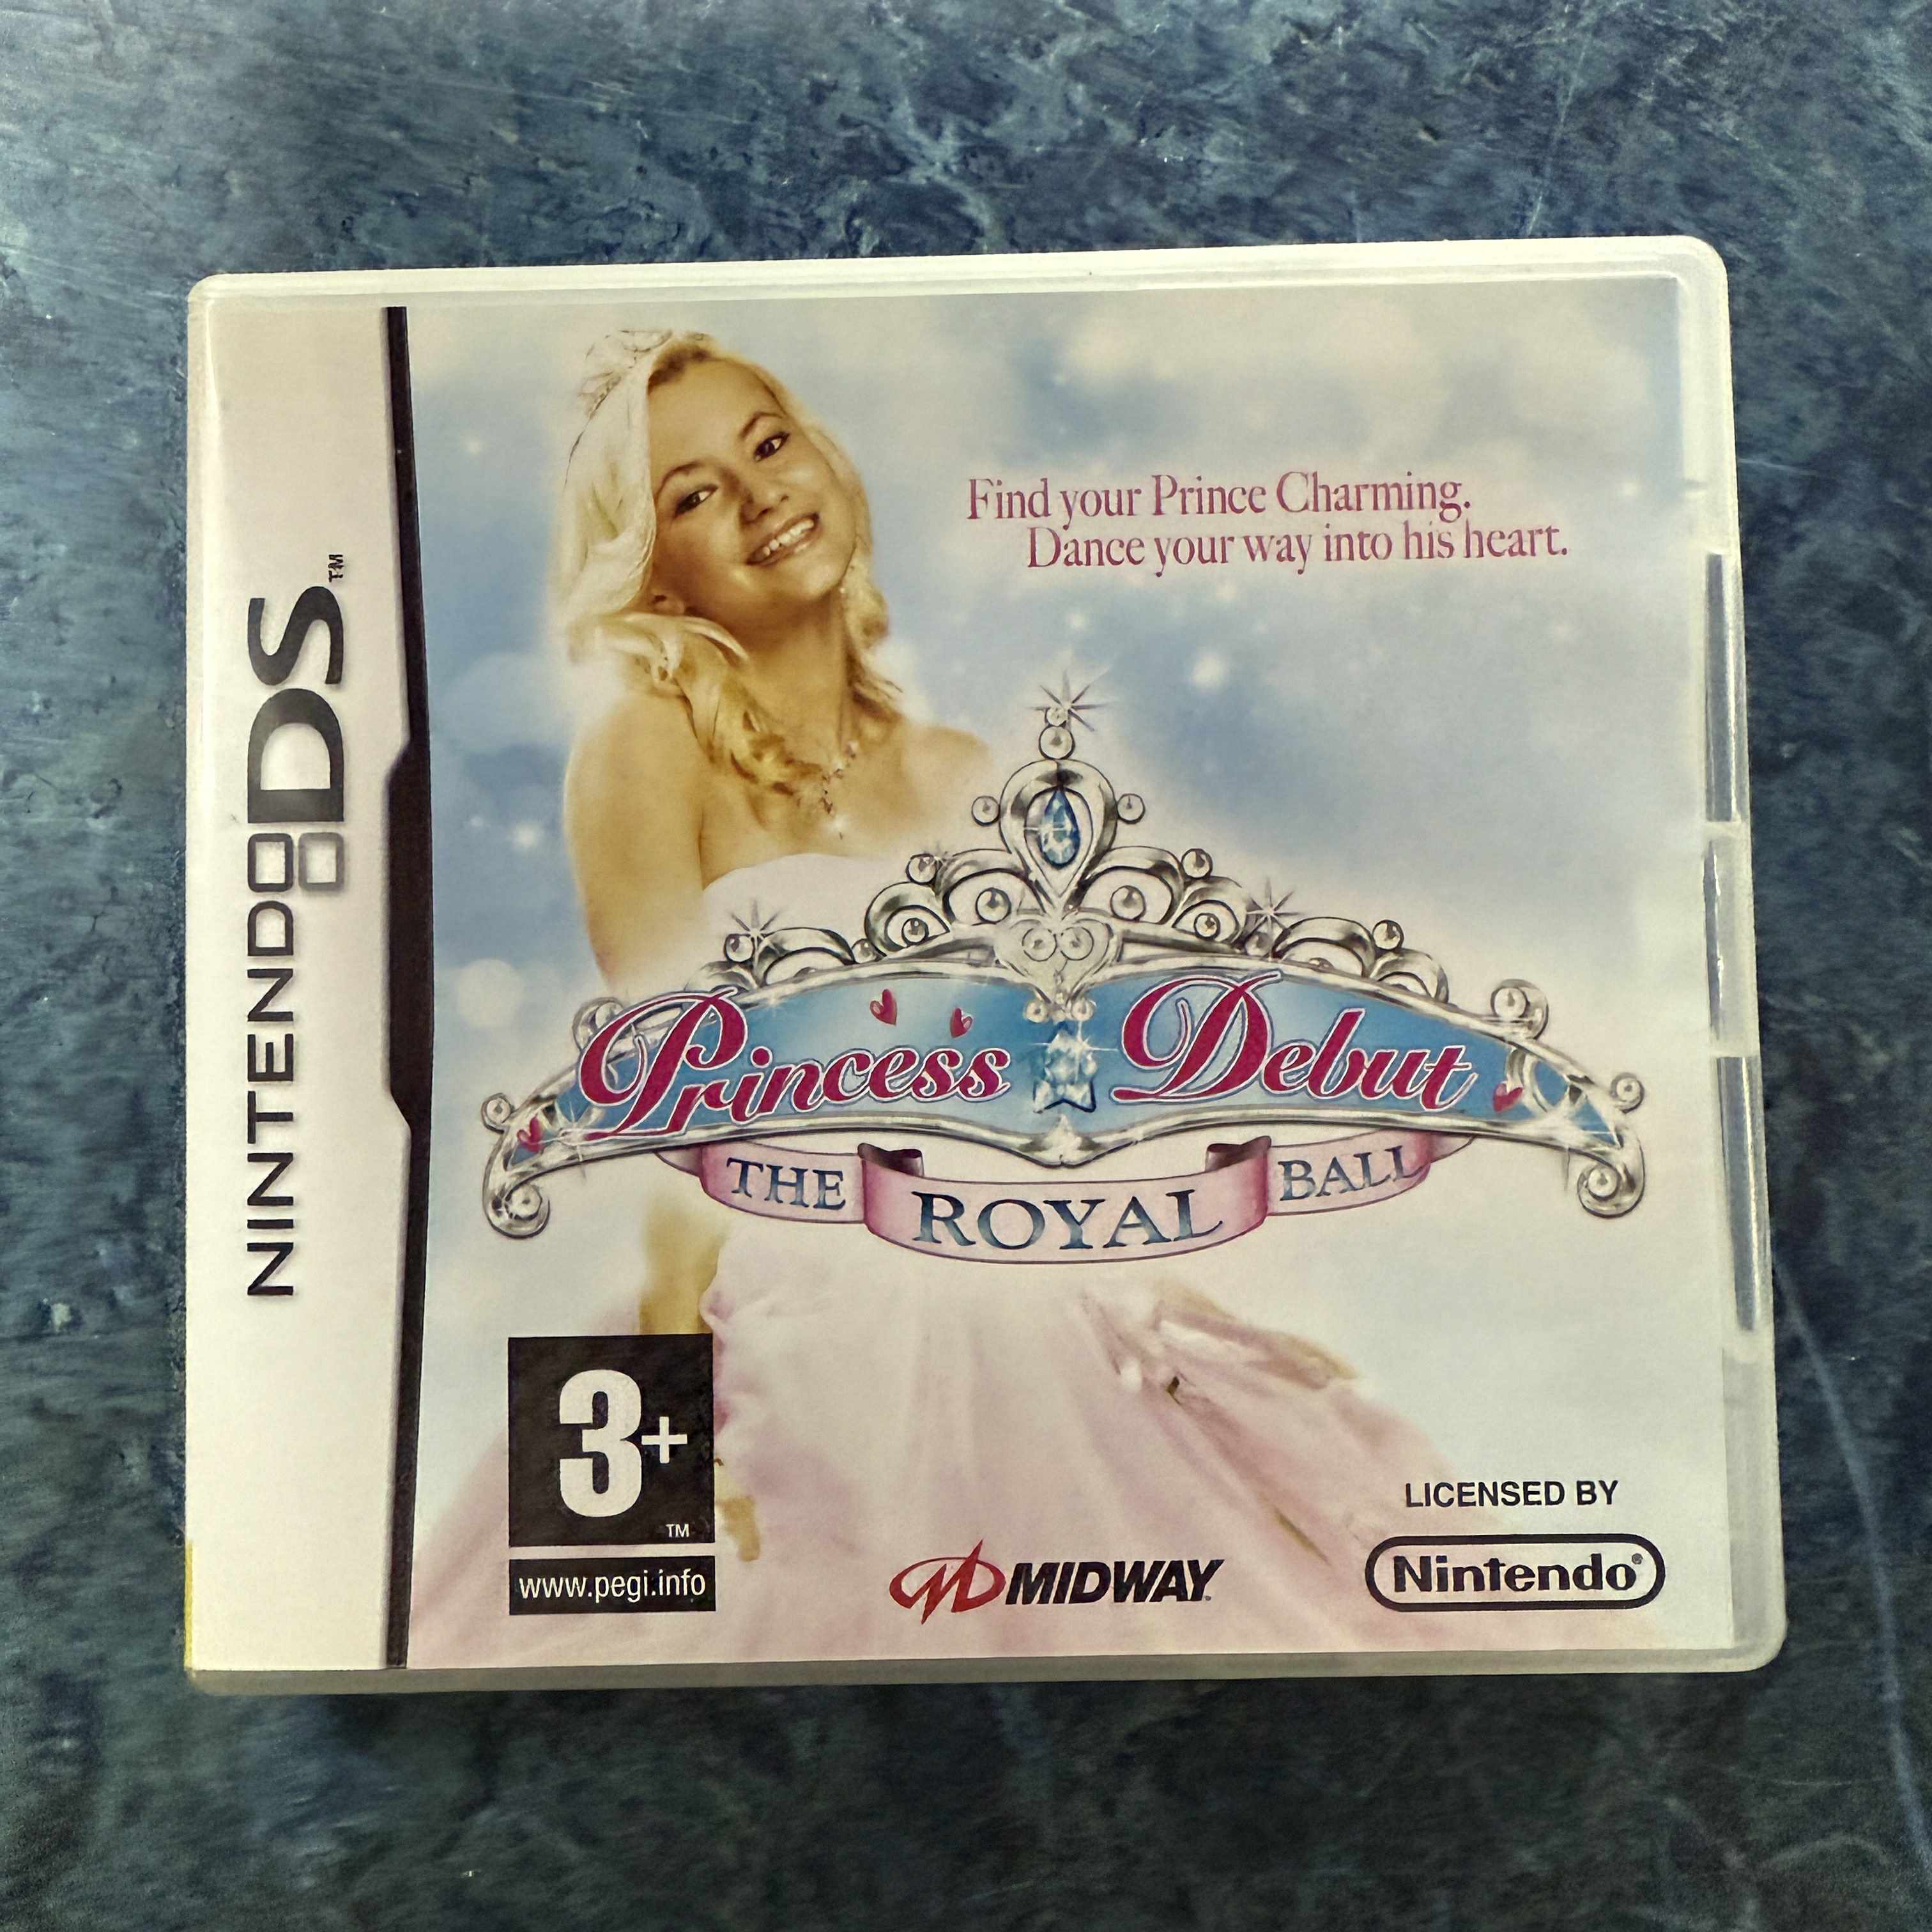 NINTENDO DS™
Find your Prince Charming.
Dance your way into his heart.
Princess Debut
THE ROYAL BALL
3+
™
www.pegi.info
MIDWAY
LICENSED BY
Nintendo®